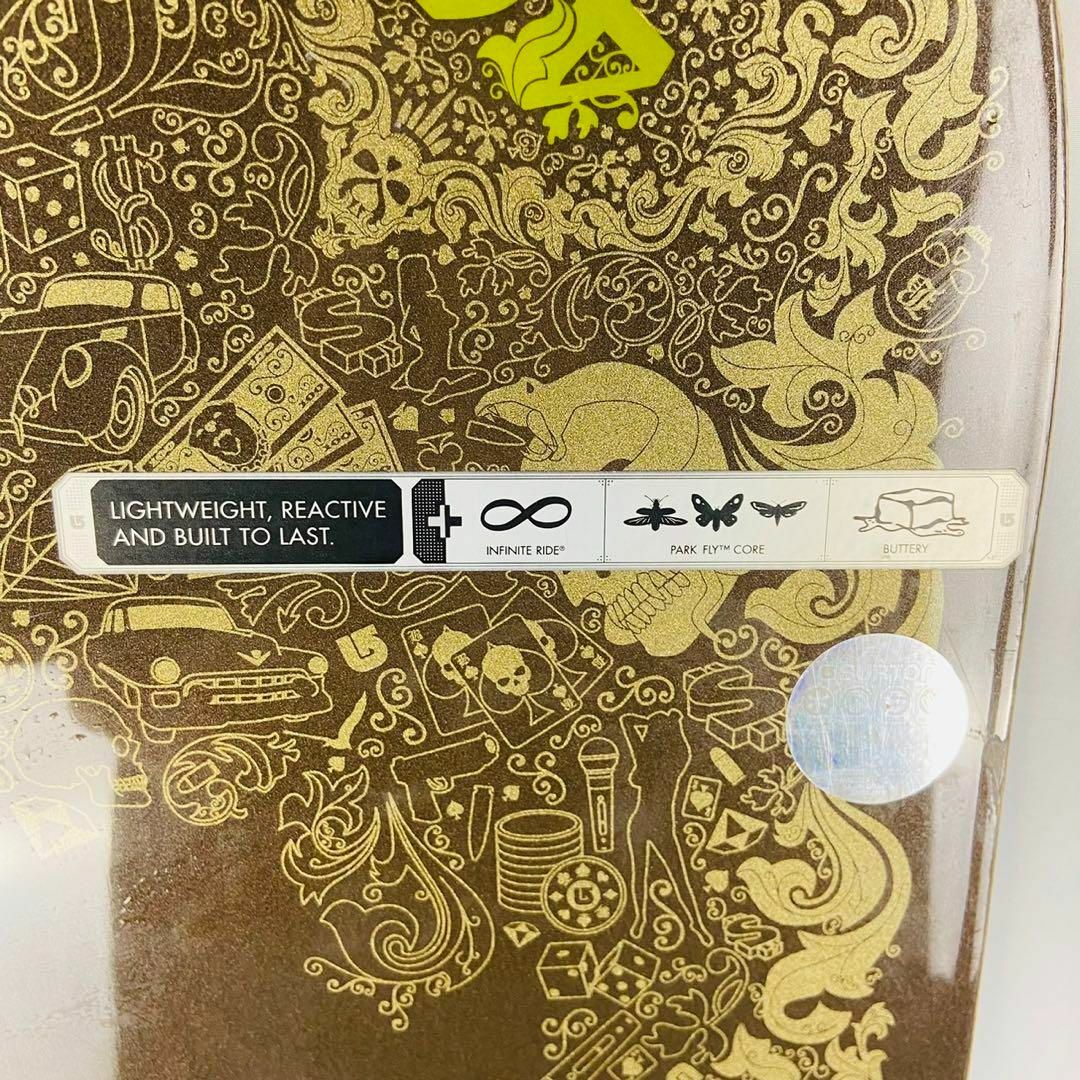 LIGHTWEIGHT, REACTIVE
AND BUILT TO LAST.
INFINITE RIDE®
PARK FLY™ CORE
BUTTERY